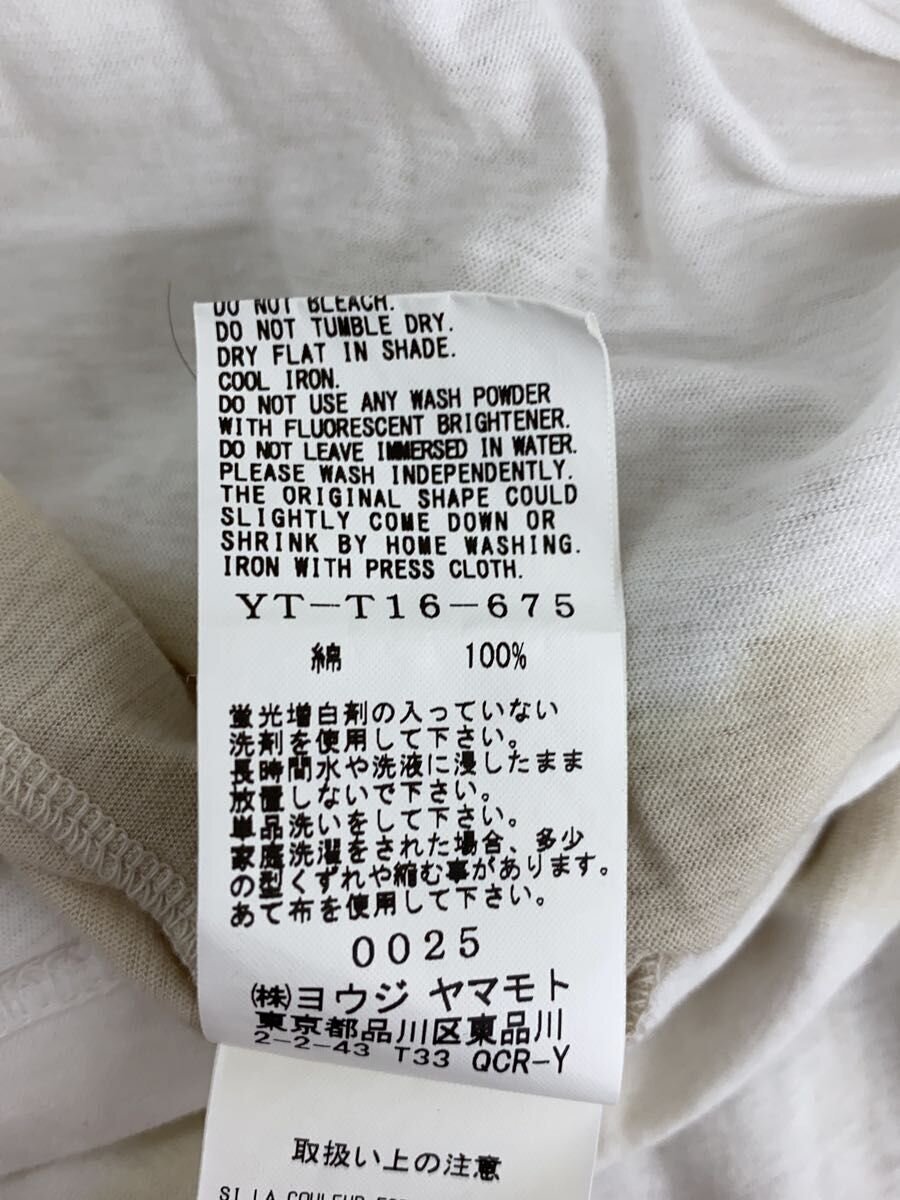 DO NOT BLEACH.
DO NOT TUMBLE DRY.
DRY FLAT IN SHADE.
COOL IRON.
DO NOT USE ANY WASH POWDER
WITH FLUORESCENT BRIGHTENER.
DO NOT LEAVE IMMERSED IN WATER.
PLEASE WASH INDEPENDENTLY.
THE ORIGINAL SHAPE COULD
SLIGHTLY COME DOWN OR
SHRINK BY HOME WASHING.
IRON WITH PRESS CLOTH.
YT-T16-675
綿 100%
蛍光増白剤の入っていない
洗剤を使用して下さい。
長時間水や洗液に浸したまま
放置しないで下さい。
単品洗いをして下さい。
家庭洗濯をされた場合、多少
の型くずれや縮む事があります。
あて布を使用して下さい。
0025
㈱ヨウジ ヤマモト
東京都品川区東品川
2-2-43 T33 QCR-Y
取扱い上の注意
SI LA COULEUR